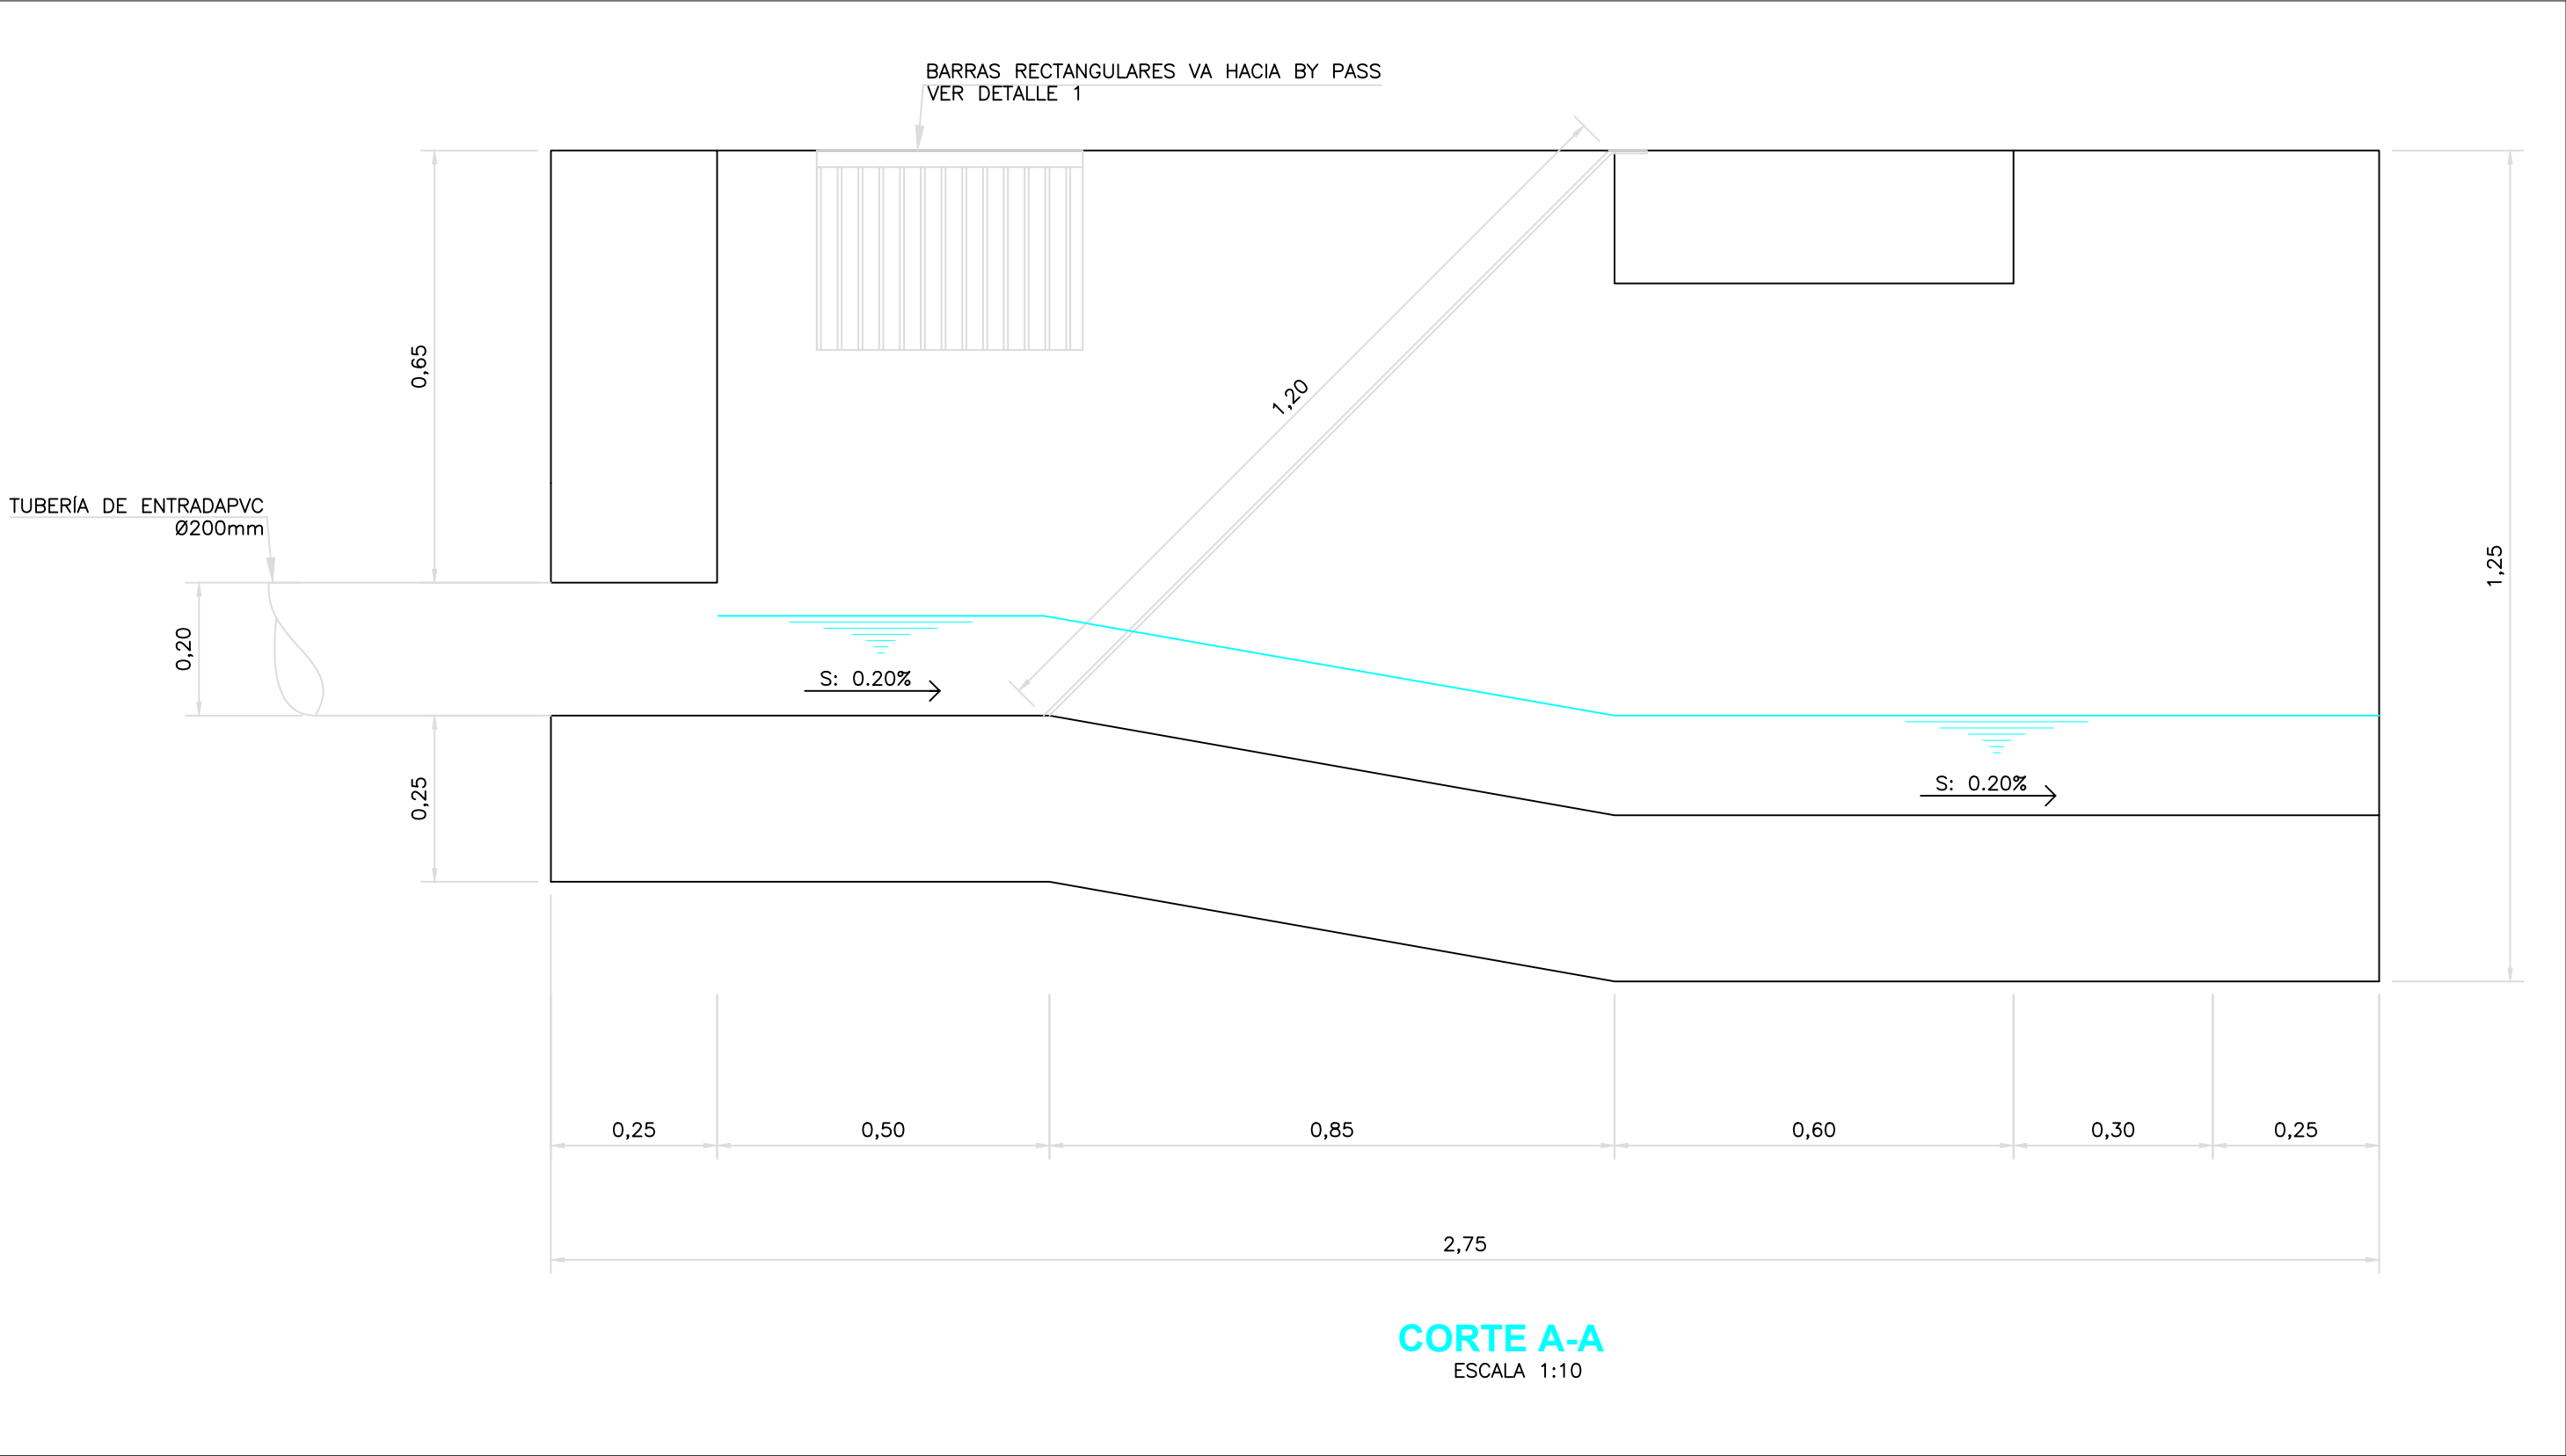 BARRAS RECTANGULARES VA HACIA BY PASS
VER DETALLE 1
0,65
1,20
TUBERÍA DE ENTRADAPVC
Ø200mm
1,25
0,20
S: 0.20%
0,25
S: 0.20%
0,25
0,50
0,85
0,60
0,30
0,25
2,75
CORTE A-A
ESCALA 1:10